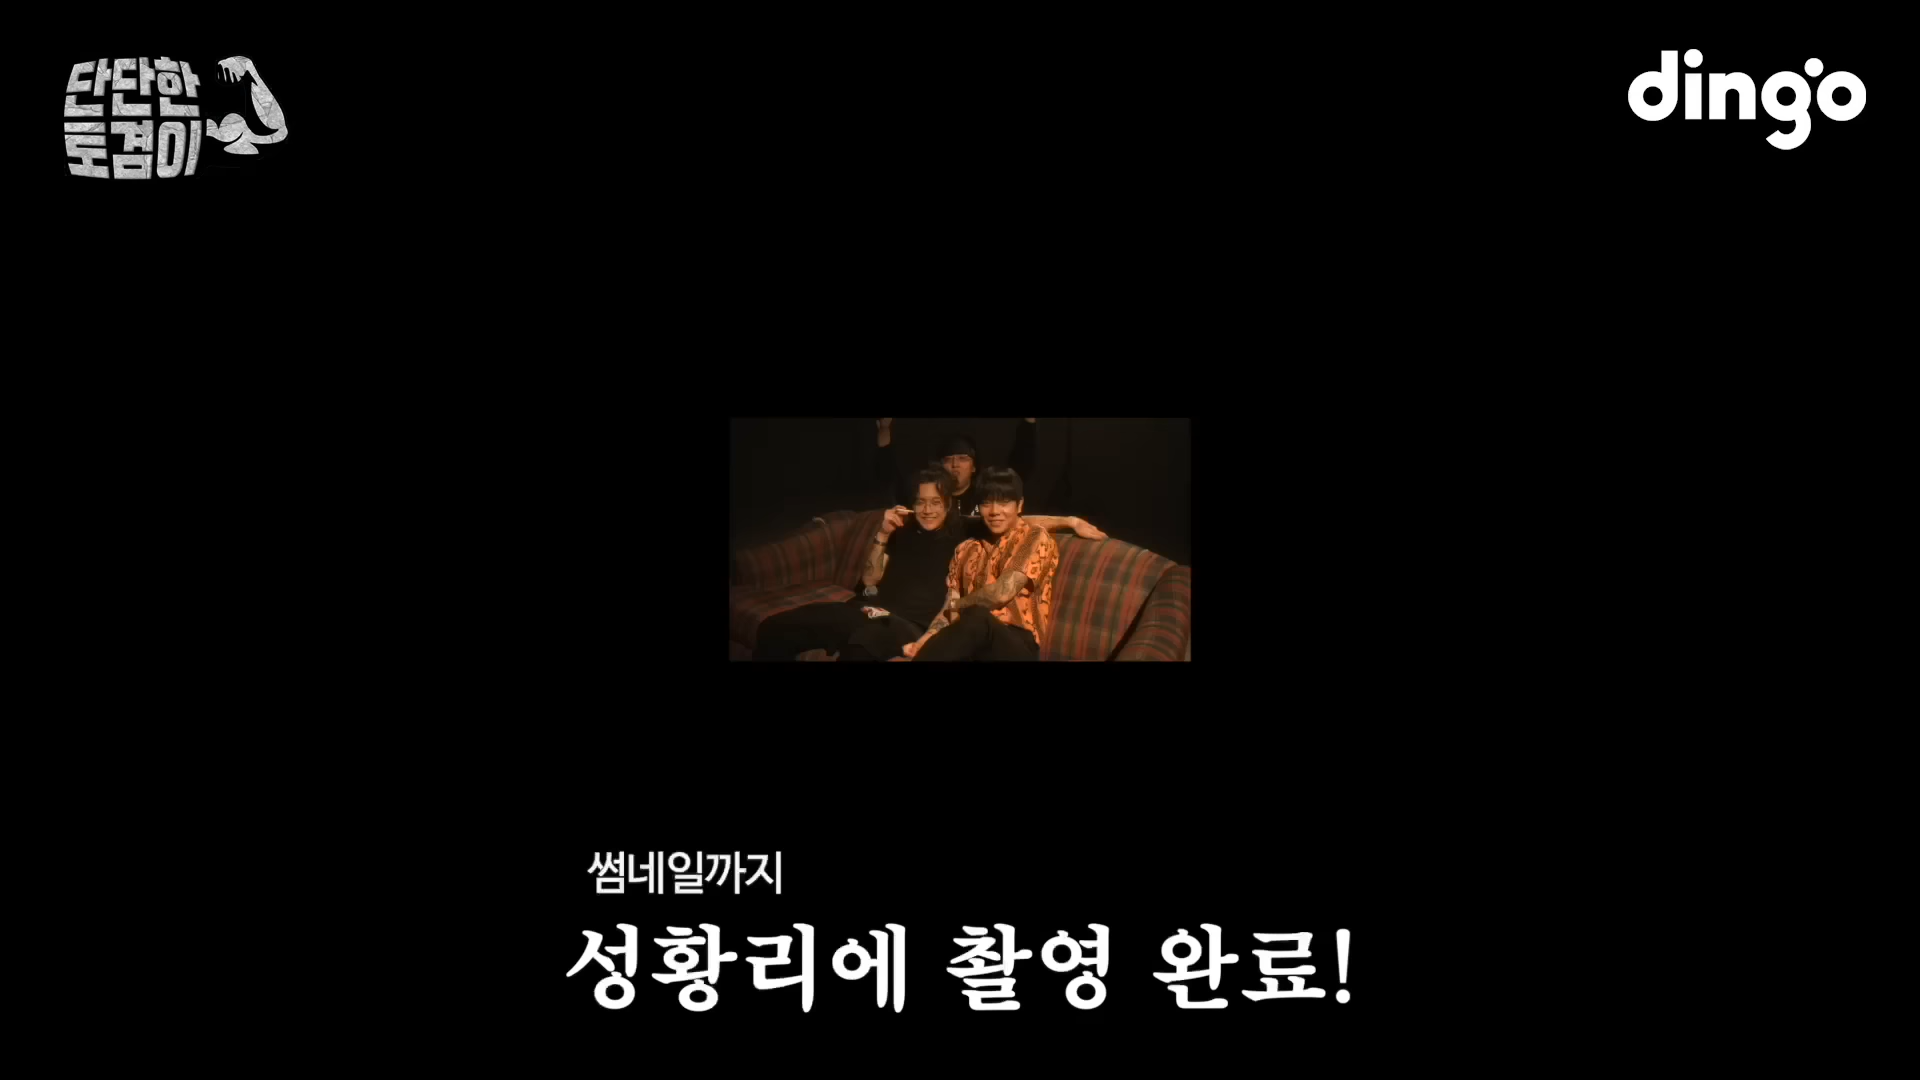 단단한
토겸이
dingo
썸네일까지
성황리에 촬영 완료!